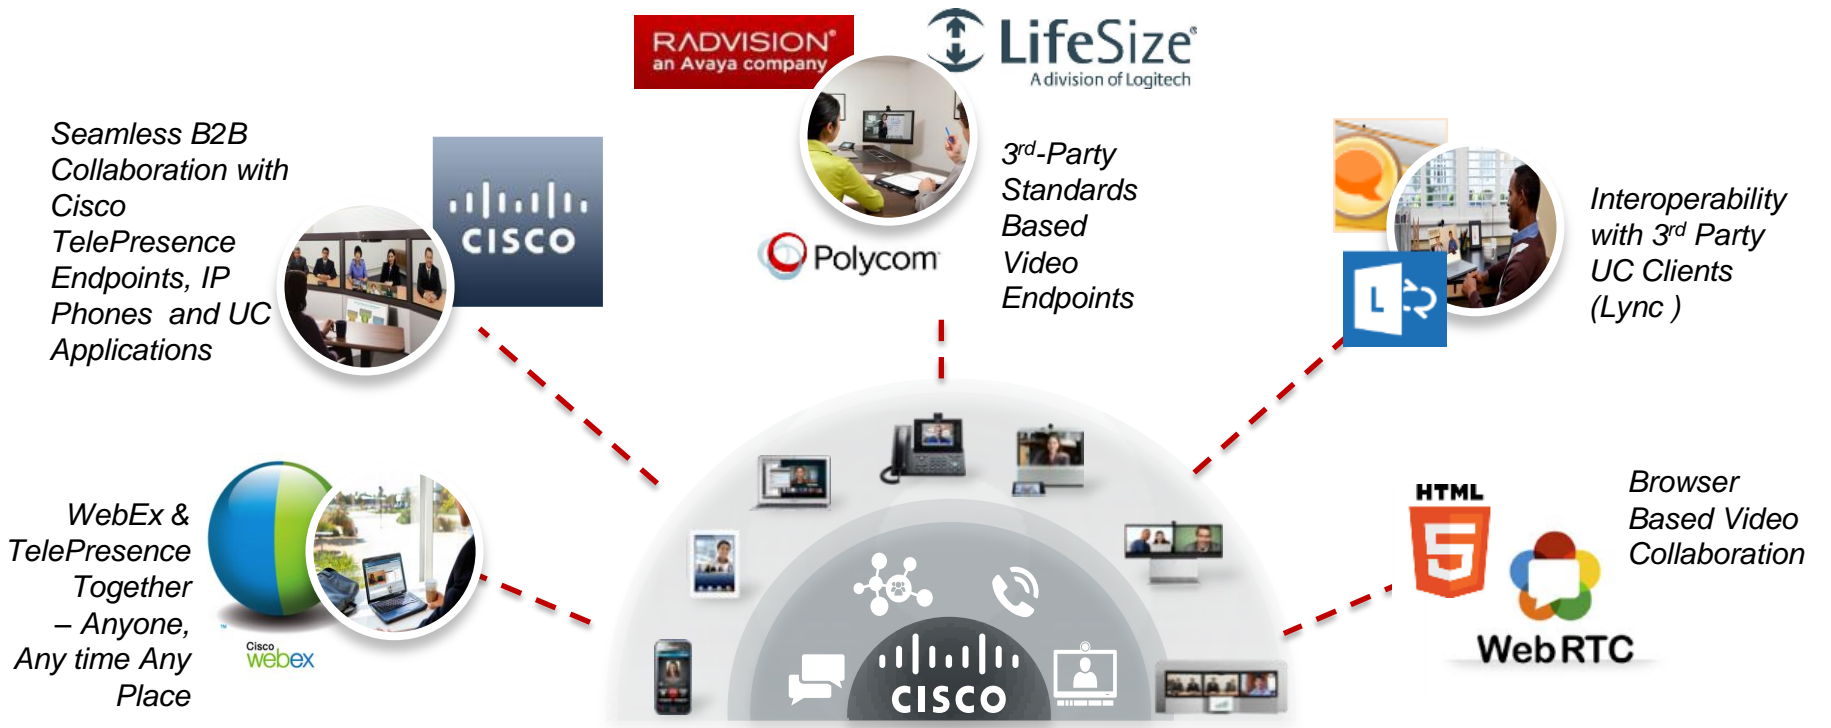 RADVISION®
an Avaya company
LifeSize®
A division of Logitech
Seamless B2B
Collaboration with
Cisco
TelePresence
Endpoints, IP
Phones and UC
Applications
CISCO
Polycom
3rd-Party
Standards
Based
Video
Endpoints
L
Interoperability
with 3rd Party
UC Clients
(Lync )
WebEx &
TelePresence
Together
– Anyone,
Any time Any
Place
TM
Cisco
webex
CISCO
HTML
5
WebRTC
Browser
Based Video
Collaboration